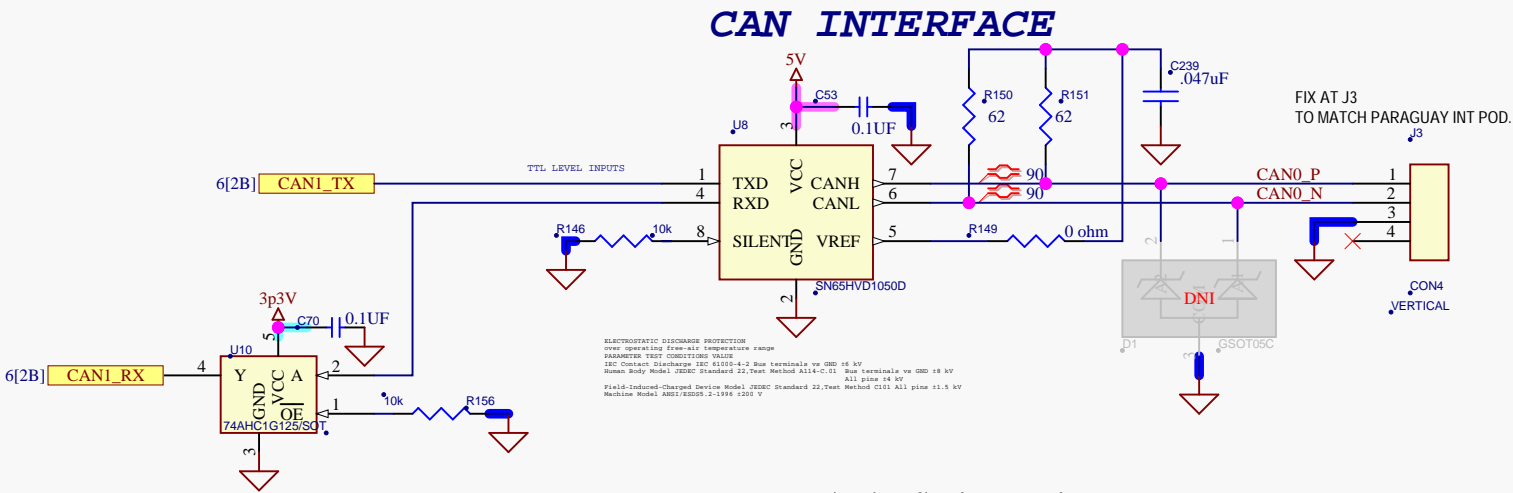 CAN INTERFACE
5V
C53
0.1UF
3
U8
TTL LEVEL INPUTS
6[2B] CAN1_TX
1 TXD
4 RXD
8 SILENT
VCC
GND
CANH 7
CANL 6
VREF 5
2
SN65HVD1050D
R146 10k
R150
62
R151
62
C239
.047uF
90
90
R149 0 ohm
FIX AT J3
TO MATCH PARAGUAY INT POD.
J3
CAN0_P 1
CAN0_N 2
3
4
CON4
VERTICAL
2
1
DNI
D1
GSOT05C
3
3p3V
C70
0.1UF
5
U10
6[2B] CAN1_RX
4 Y
A 2
GND
VCC
OE 1
74AHC1G125/SOT
3
10k
R156
ELECTROSTATIC DISCHARGE PROTECTION
over operating free-air temperature range
PARAMETER TEST CONDITIONS VALUE
IEC Contact Discharge IEC 61000-4-2 Bus terminals vs GND ±6 kV
Human Body Model JEDEC Standard 22,Test Method A114-C.01 Bus terminals vs GND ±8 kV
All pins ±4 kV
Field-Induced-Charged Device Model JEDEC Standard 22,Test Method C101 All pins ±1.5 kV
Machine Model ANSI/ESDS5.2-1996 ±200 V